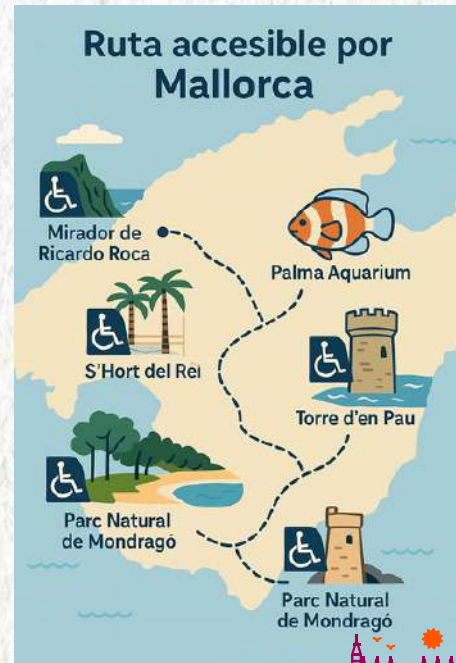 Ruta accesible por
Mallorca
Mirador de
Ricardo Roca
Palma Aquarium
S'Hort del Rei
Torre d'en Pau
Parc Natural
de Mondragó
Parc Natural
de Mondragó